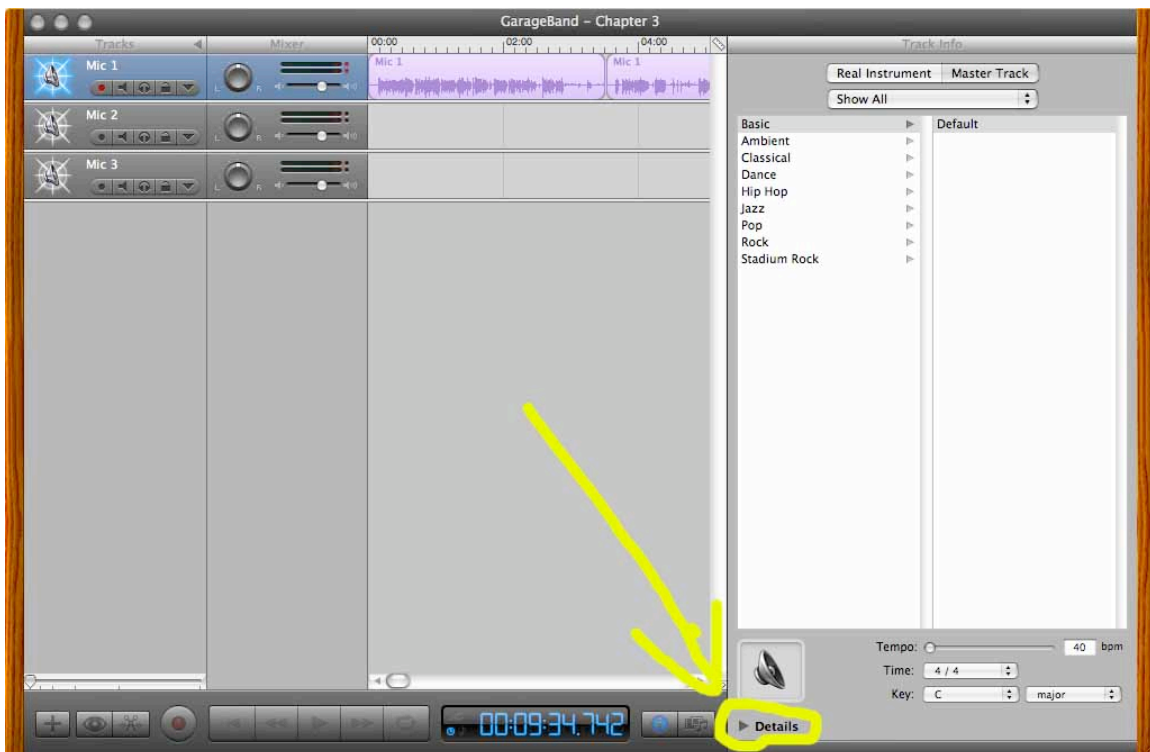 GarageBand – Chapter 3
Tracks
Mixer
00:00
02:00
04:00
Track Info
Mic 1
L R
Mic 1
Mic 1
Mic 2
L R
Mic 3
L R
Real Instrument
Master Track
Show All
Basic
Ambient
Classical
Dance
Hip Hop
Jazz
Pop
Rock
Stadium Rock
Default
Tempo: 40 bpm
Time: 4 / 4
Key: C major
00:09:34.742
Details